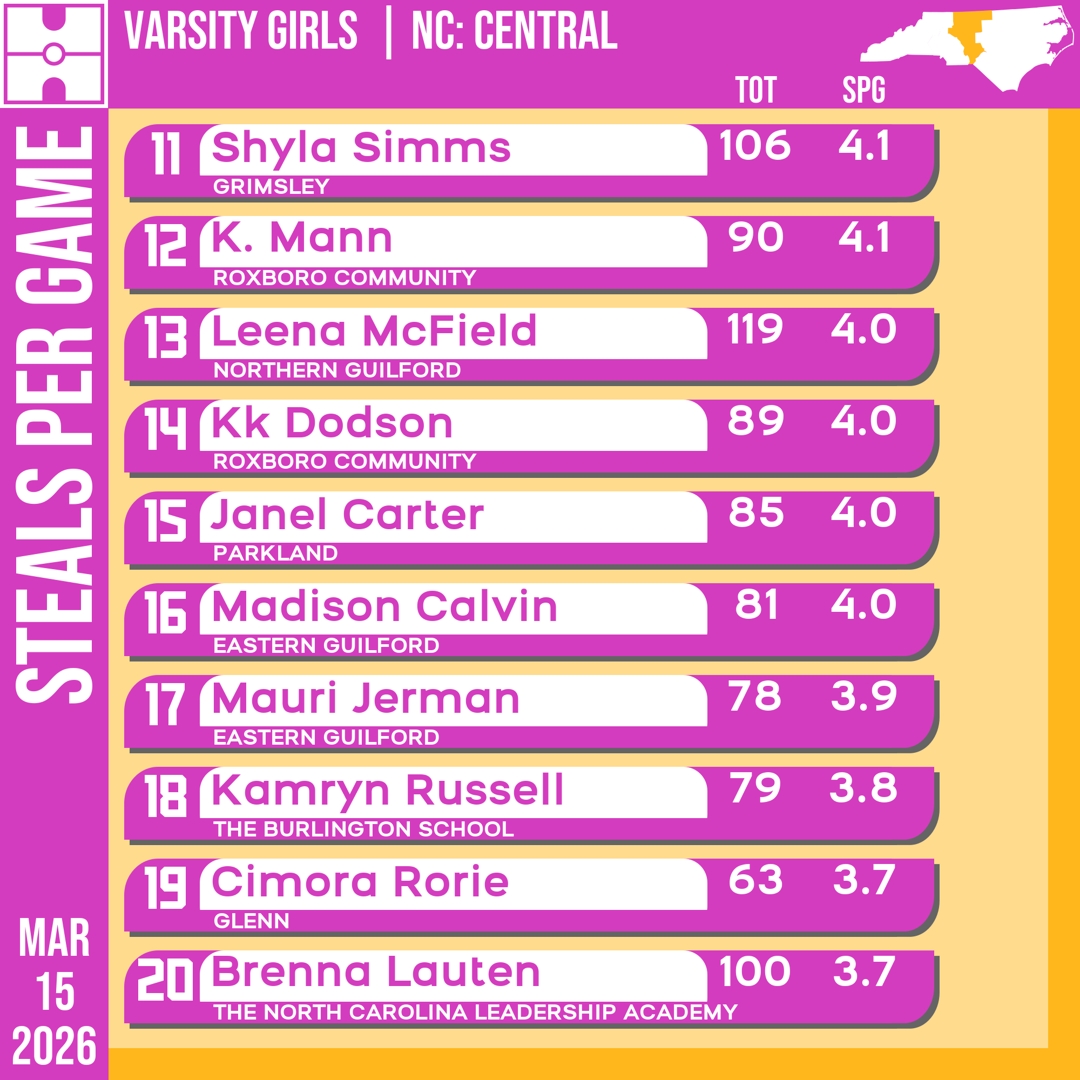 VARSITY GIRLS | NC: CENTRAL
TOT SPG
STEALS PER GAME
11 Shyla Simms 106 4.1
GRIMSLEY
12 K. Mann 90 4.1
ROXBORO COMMUNITY
13 Leena McField 119 4.0
NORTHERN GUILFORD
14 Kk Dodson 89 4.0
ROXBORO COMMUNITY
15 Janel Carter 85 4.0
PARKLAND
16 Madison Calvin 81 4.0
EASTERN GUILFORD
17 Mauri Jerman 78 3.9
EASTERN GUILFORD
18 Kamryn Russell 79 3.8
THE BURLINGTON SCHOOL
19 Cimora Rorie 63 3.7
GLENN
20 Brenna Lauten 100 3.7
THE NORTH CAROLINA LEADERSHIP ACADEMY
MAR
15
2026